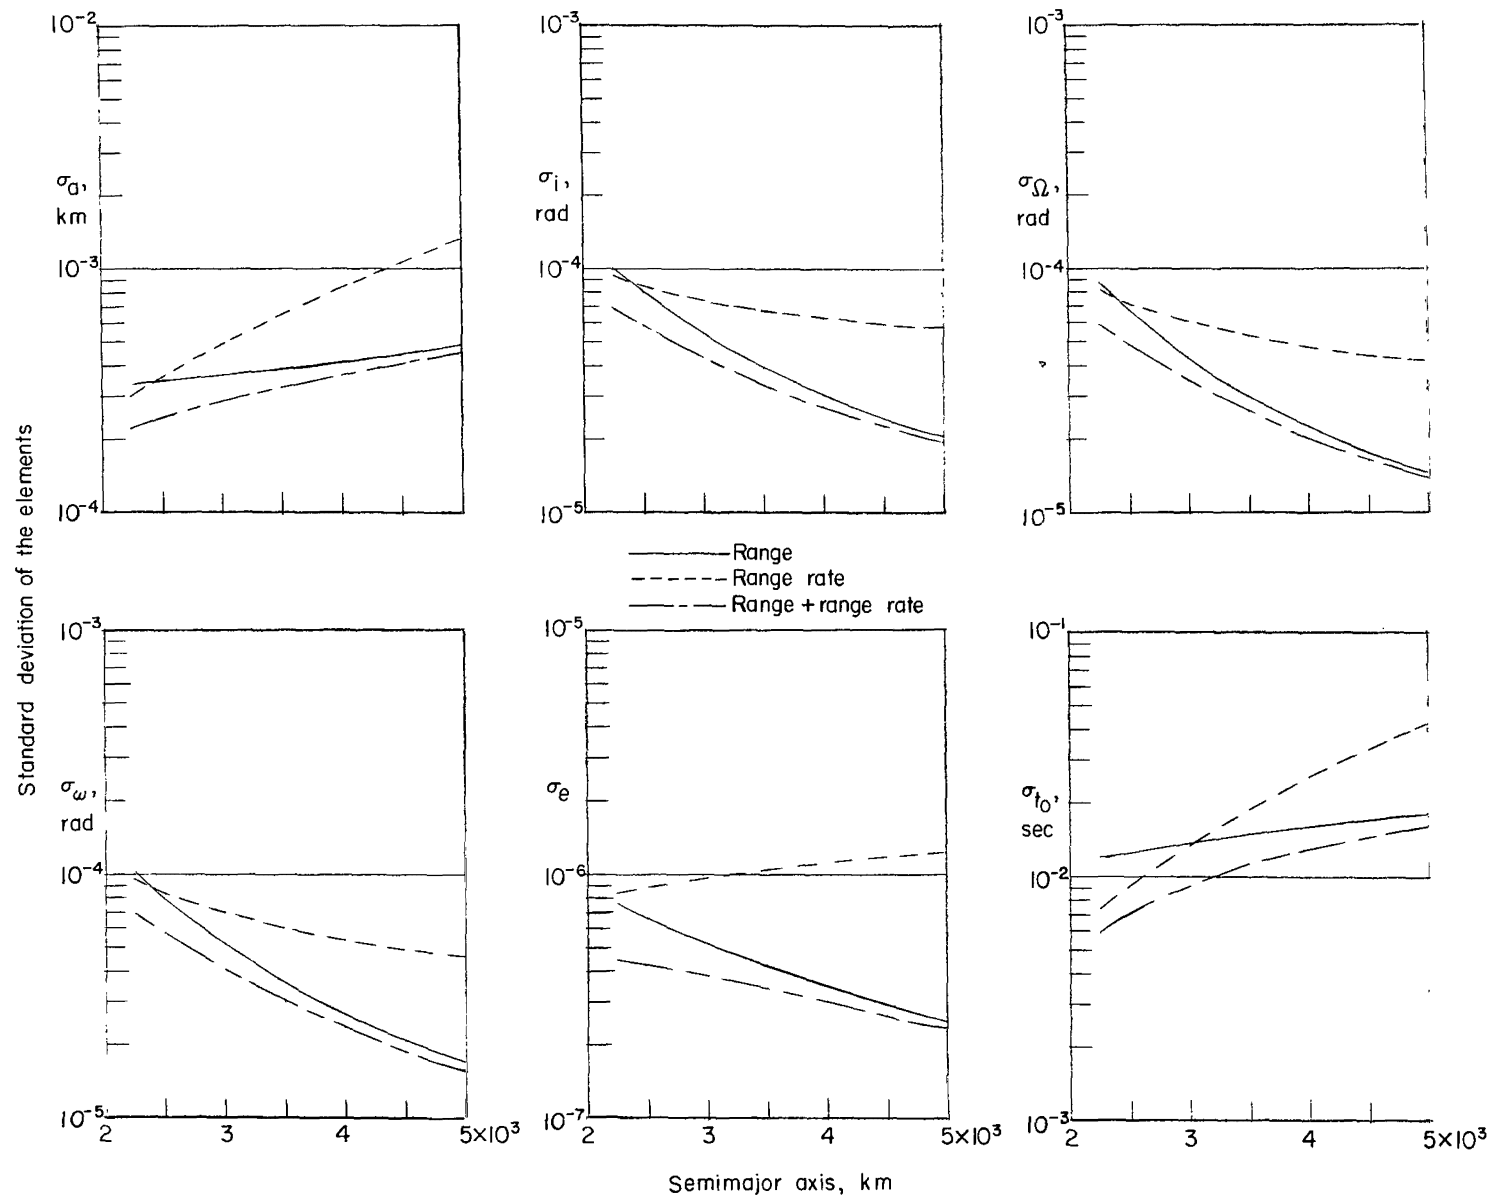 10⁻²
σa,
km
10⁻³
10⁻⁴
10⁻³
σi,
rad
10⁻⁴
10⁻⁵
10⁻³
σΩ,
rad
10⁻⁴
10⁻⁵
Standard deviation of the elements
Range
Range rate
Range + range rate
10⁻³
σω,
rad
10⁻⁴
10⁻⁵
2 3 4 5×10³
10⁻⁵
σe
10⁻⁶
10⁻⁷
2 3 4 5×10³
10⁻¹
σt₀,
sec
10⁻²
10⁻³
2 3 4 5×10³
Semimajor axis, km